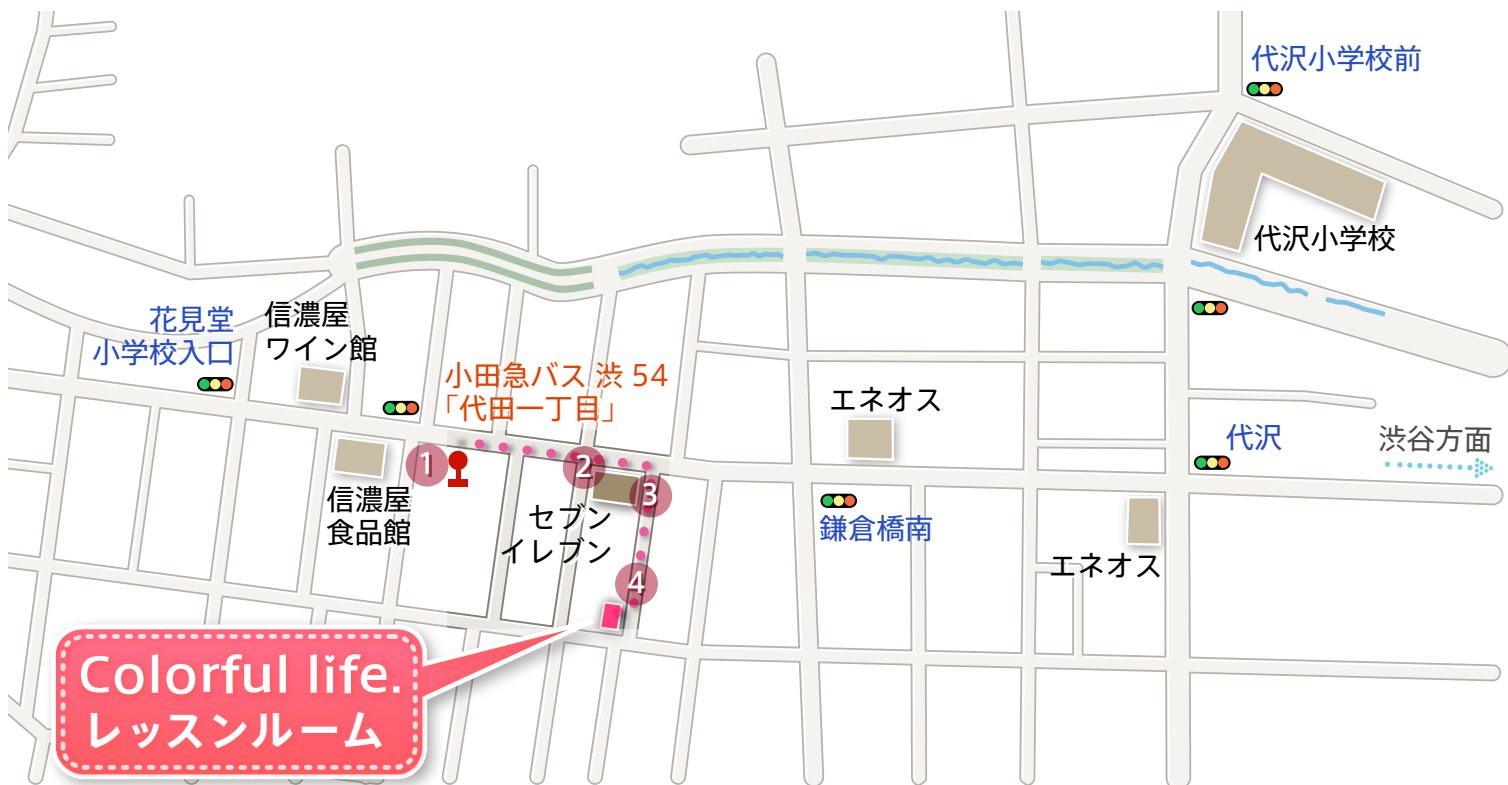 代沢小学校前
代沢小学校
花見堂
小学校入口
信濃屋
ワイン館
小田急バス 渋 54
「代田一丁目」
エネオス
代沢
渋谷方面
1
2
3
信濃屋
食品館
セブン
イレブン
鎌倉橋南
エネオス
4
Colorful life.
レッスンルーム